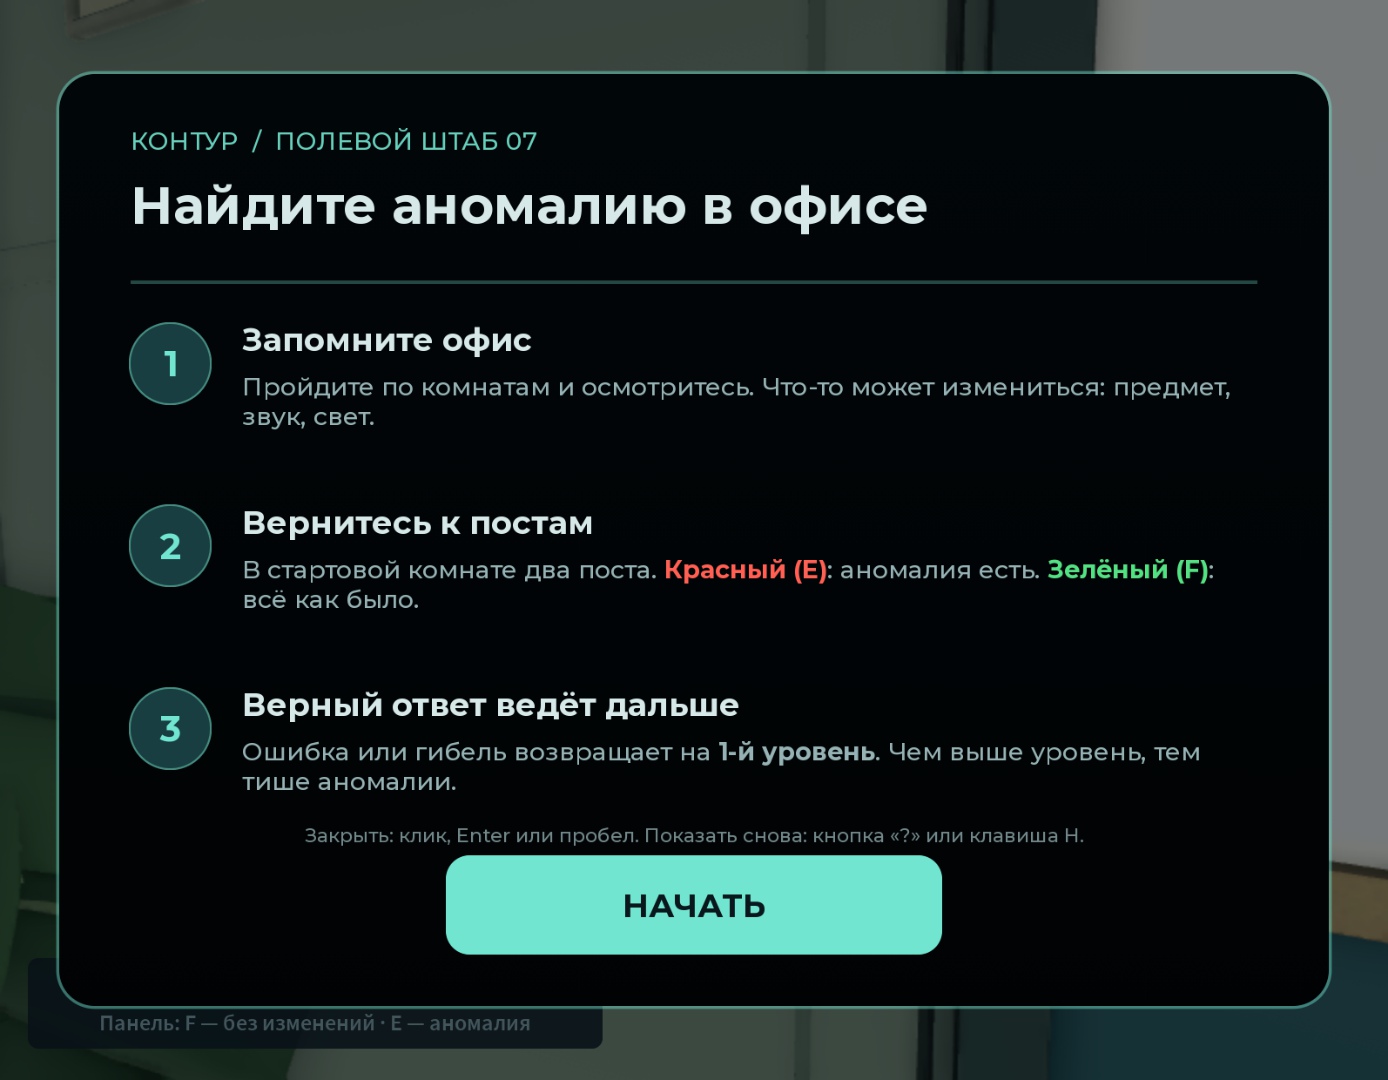 КОНТУР / ПОЛЕВОЙ ШТАБ 07
Найдите аномалию в офисе
1
Запомните офис
Пройдите по комнатам и осмотритесь. Что-то может измениться: предмет,
звук, свет.
2
Вернитесь к постам
В стартовой комнате два поста. Красный (E): аномалия есть. Зелёный (F):
всё как было.
3
Верный ответ ведёт дальше
Ошибка или гибель возвращает на 1-й уровень. Чем выше уровень, тем
тише аномалии.
Закрыть: клик, Enter или пробел. Показать снова: кнопка «?» или клавиша H.
НАЧАТЬ
Панель: F — без изменений · E — аномалия